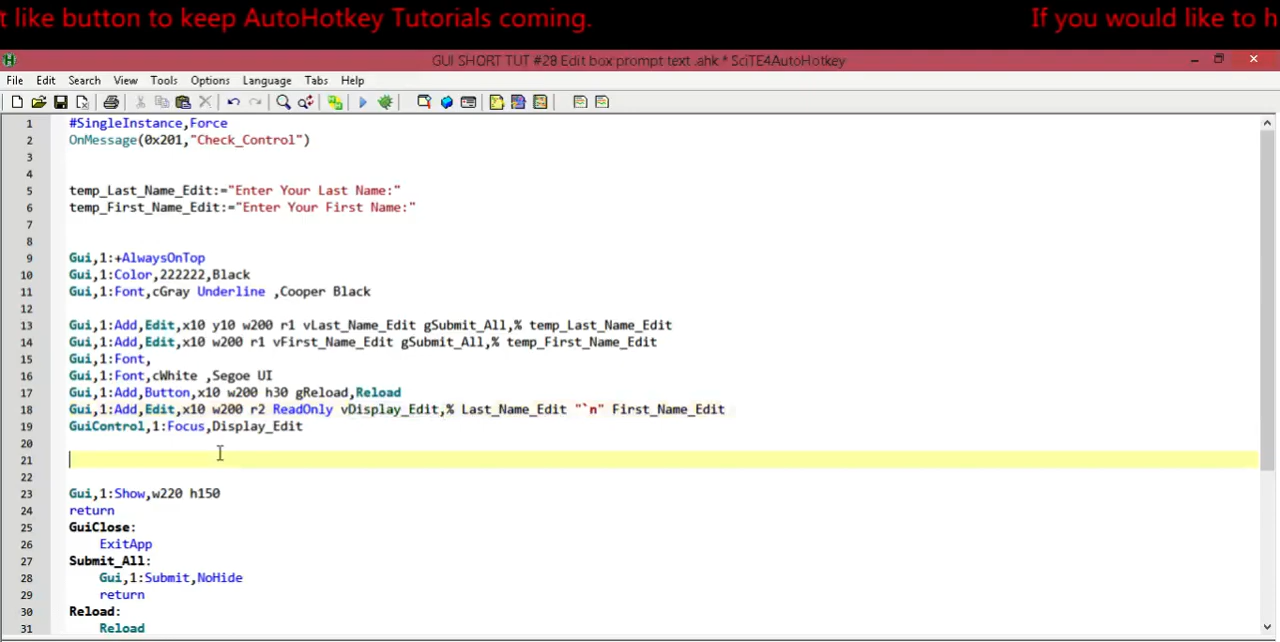 t like button to keep AutoHotkey Tutorials coming. If you would like to h
GUI SHORT TUT #28 Edit box prompt text .ahk * SciTE4AutoHotkey
File Edit Search View Tools Options Language Tabs Help
1 #SingleInstance,Force
2 OnMessage(0x201,"Check_Control")
3
4
5 temp_Last_Name_Edit:="Enter Your Last Name:"
6 temp_First_Name_Edit:="Enter Your First Name:"
7
8
9 Gui,1:+AlwaysOnTop
10 Gui,1:Color,222222,Black
11 Gui,1:Font,cGray Underline ,Cooper Black
12
13 Gui,1:Add,Edit,x10 y10 w200 r1 vLast_Name_Edit gSubmit_All,% temp_Last_Name_Edit
14 Gui,1:Add,Edit,x10 w200 r1 vFirst_Name_Edit gSubmit_All,% temp_First_Name_Edit
15 Gui,1:Font,
16 Gui,1:Font,cWhite ,Segoe UI
17 Gui,1:Add,Button,x10 w200 h30 gReload,Reload
18 Gui,1:Add,Edit,x10 w200 r2 ReadOnly vDisplay_Edit,% Last_Name_Edit "`n" First_Name_Edit
19 GuiControl,1:Focus,Display_Edit
20
21
22
23 Gui,1:Show,w220 h150
24 return
25 GuiClose:
26 ExitApp
27 Submit_All:
28 Gui,1:Submit,NoHide
29 return
30 Reload:
31 Reload